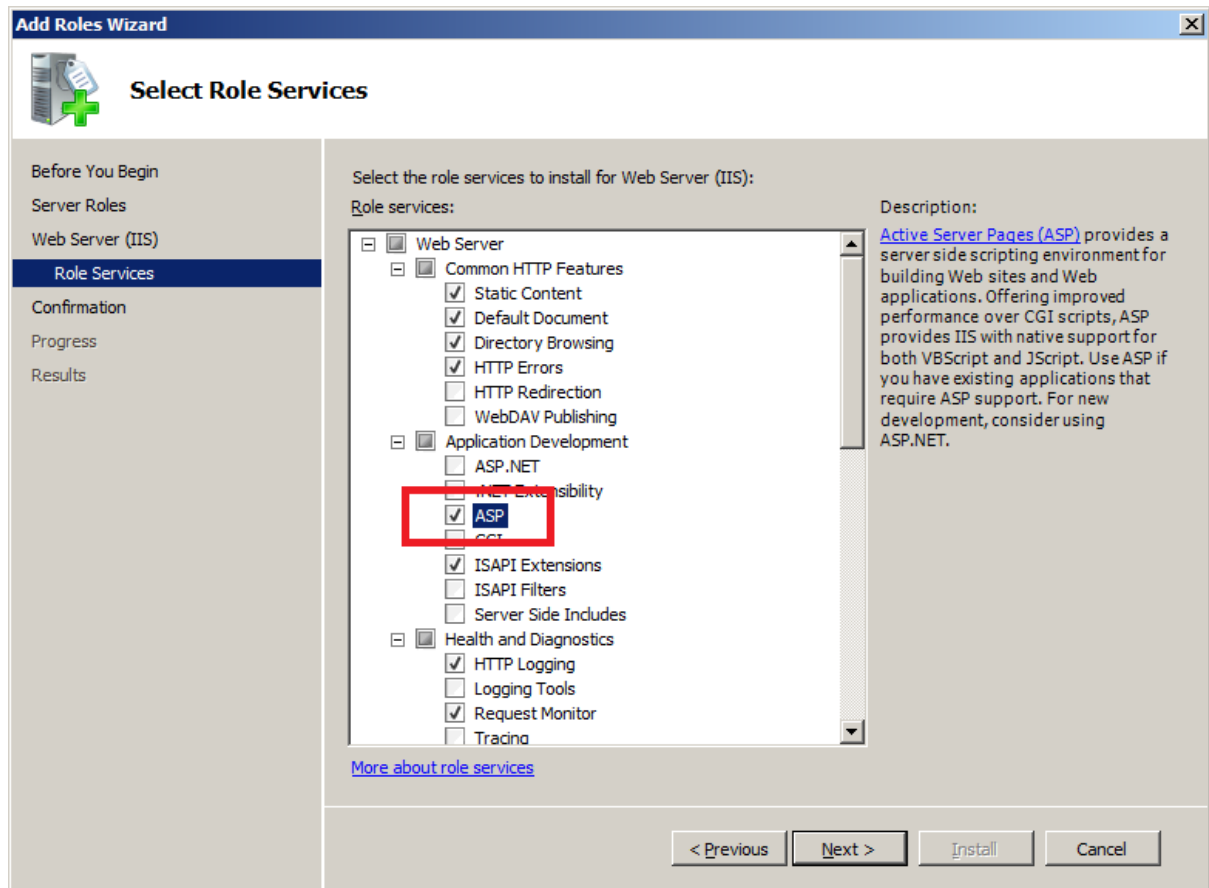 Add Roles Wizard
Select Role Services
Before You Begin
Server Roles
Web Server (IIS)
Role Services
Confirmation
Progress
Results
Select the role services to install for Web Server (IIS):
Role services:
Web Server
Common HTTP Features
Static Content
Default Document
Directory Browsing
HTTP Errors
HTTP Redirection
WebDAV Publishing
Application Development
ASP.NET
.NET Extensibility
ASP
CGI
ISAPI Extensions
ISAPI Filters
Server Side Includes
Health and Diagnostics
HTTP Logging
Logging Tools
Request Monitor
Tracing
More about role services
Description:
Active Server Pages (ASP) provides a
server side scripting environment for
building Web sites and Web
applications. Offering improved
performance over CGI scripts, ASP
provides IIS with native support for
both VBScript and JScript. Use ASP if
you have existing applications that
require ASP support. For new
development, consider using
ASP.NET.
< Previous
Next >
Install
Cancel